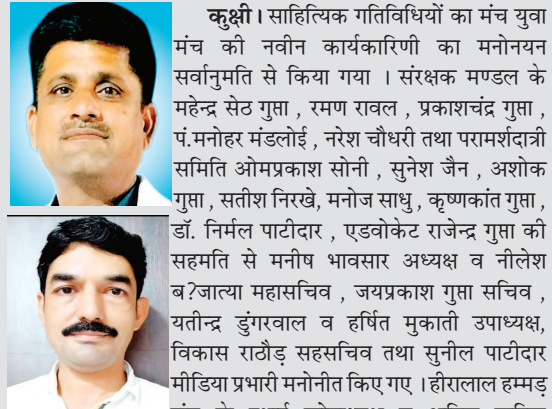 कुक्षी। साहित्यिक गतिविधियों का मंच युवा
मंच की नवीन कार्यकारिणी का मनोनयन
सर्वानुमति से किया गया । संरक्षक मण्डल के
महेन्द्र सेठ गुप्ता , रमण रावल , प्रकाशचंद्र गुप्ता ,
पं.मनोहर मंडलोई , नरेश चौधरी तथा परामर्शदात्री
समिति ओमप्रकाश सोनी , सुनेश जैन , अशोक
गुप्ता , सतीश निरखे, मनोज साधु , कृष्णकांत गुप्ता ,
डॉ. निर्मल पाटीदार , एडवोकेट राजेन्द्र गुप्ता की
सहमति से मनीष भावसार अध्यक्ष व नीलेश
ब?जात्या महासचिव , जयप्रकाश गुप्ता सचिव ,
यतीन्द्र डुंगरवाल व हर्षित मुकाती उपाध्यक्ष,
विकास राठौड़ सहसचिव तथा सुनील पाटीदार
मीडिया प्रभारी मनोनीत किए गए । हीरालाल हम्मड़